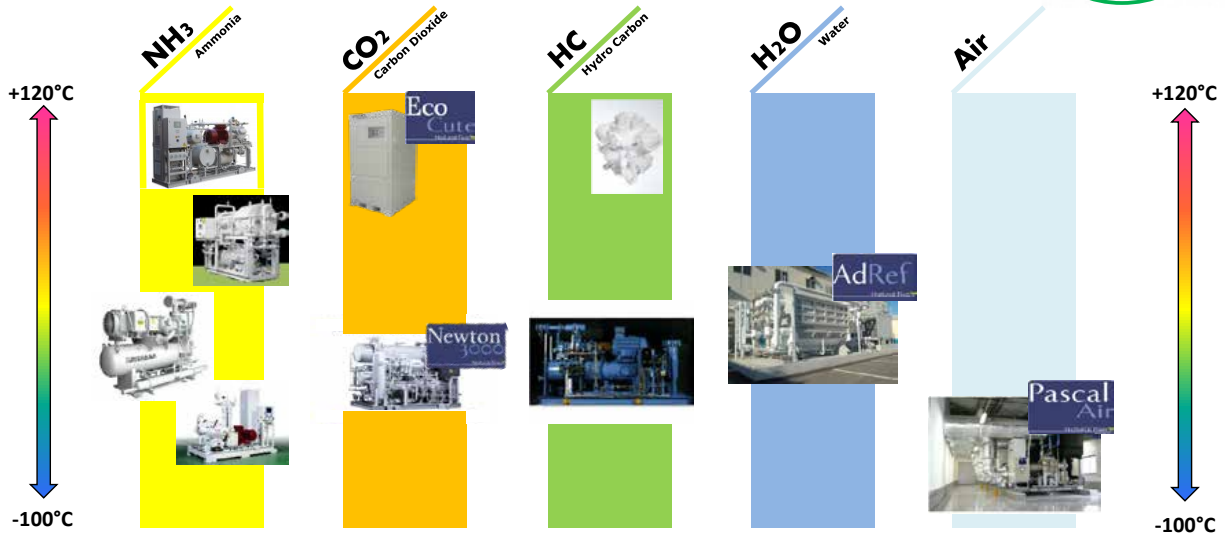 NH3
Ammonia
CO2
Carbon Dioxide
HC
Hydro Carbon
H2O
Water
Air
+120°C
+120°C
Eco
Cute
AdRef
Newton
3000
Pascal
Air
-100°C
-100°C